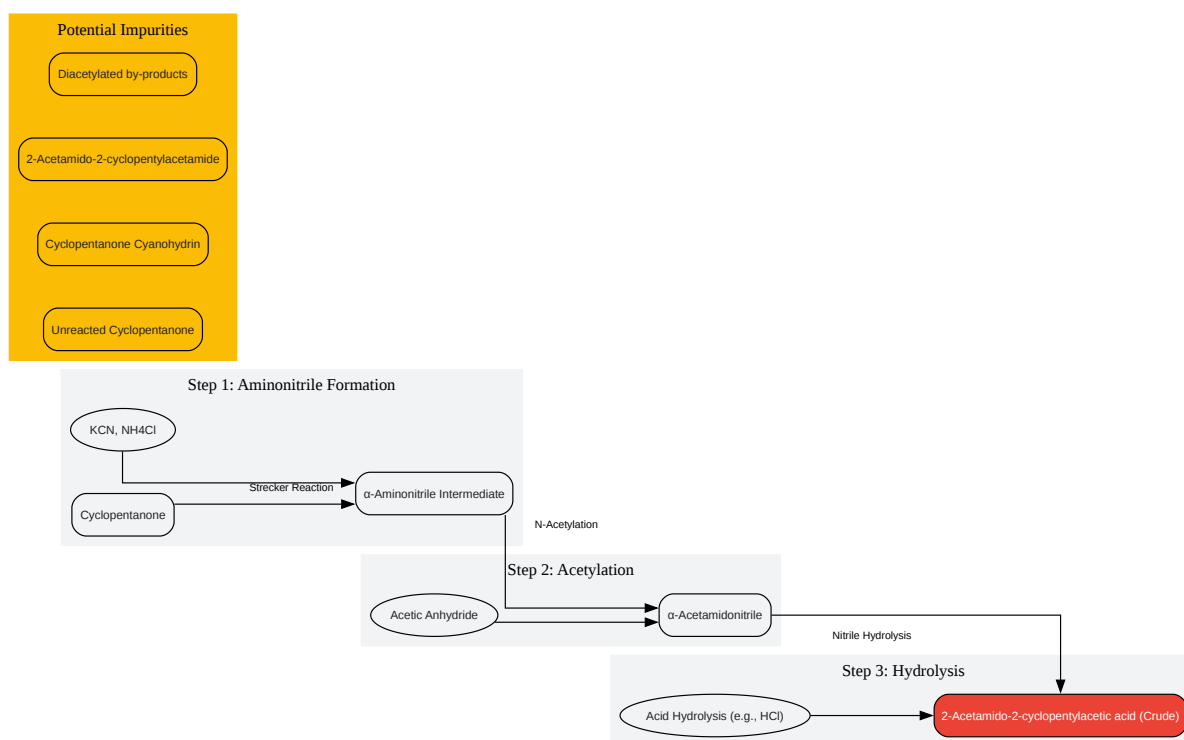 Potential Impurities
Diacetylated by-products
2-Acetamido-2-cyclopentylacetamide
Cyclopentanone Cyanohydrin
Unreacted Cyclopentanone
Step 1: Aminonitrile Formation
KCN, NH4Cl
Strecker Reaction
α-Aminonitrile Intermediate
Cyclopentanone
N-Acetylation
Step 2: Acetylation
Acetic Anhydride
α-Acetamidonitrile
Nitrile Hydrolysis
Step 3: Hydrolysis
Acid Hydrolysis (e.g., HCl)
2-Acetamido-2-cyclopentylacetic acid (Crude)